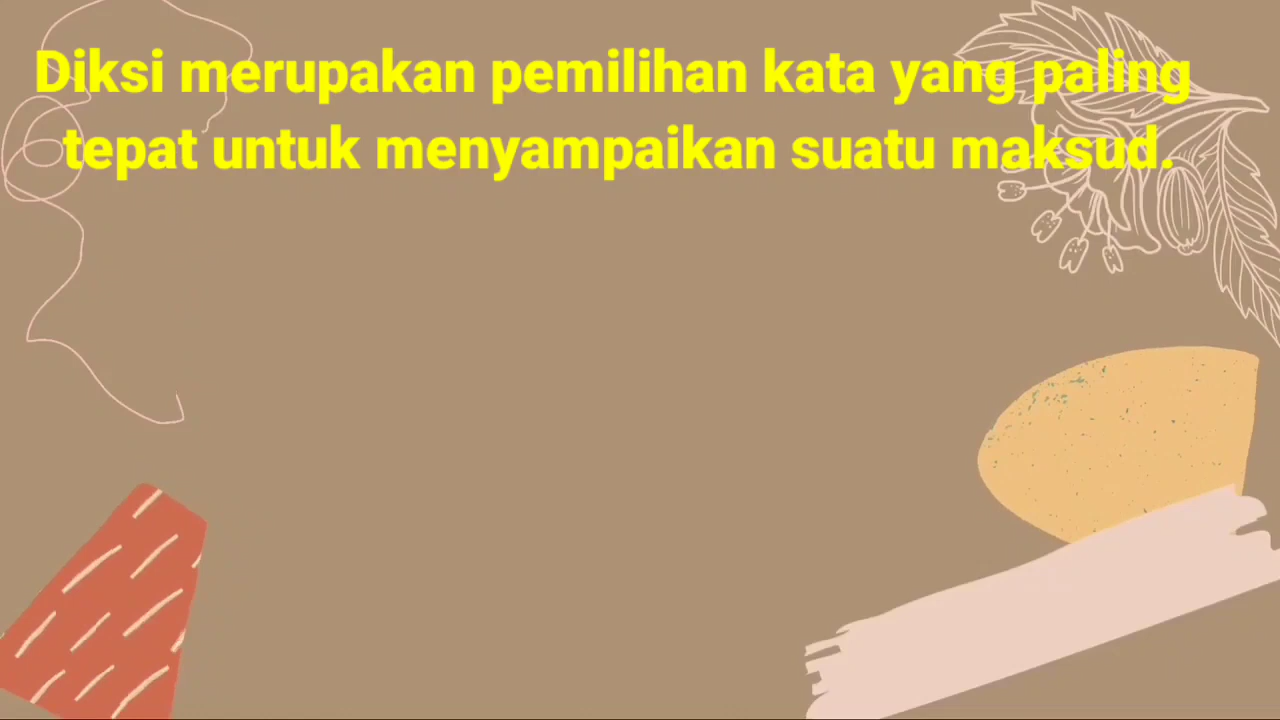 Diksi merupakan pemilihan kata yang paling
tepat untuk menyampaikan suatu maksud.